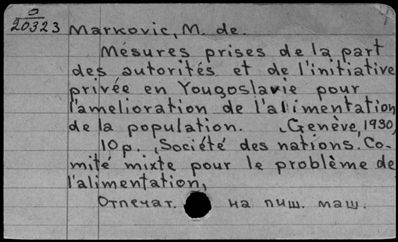 O
20323
Markovic, M. de.
Mésures prises de la part
des autorités et de l'initiative
privée en Yougoslavie pour
l'amelioration de l'alimentation
de la population. Genève, 1930,
10 p. Société des nations. Co-
mité mixte pour le problème de
l'alimentation,
Отпечат. на пиш. маш.